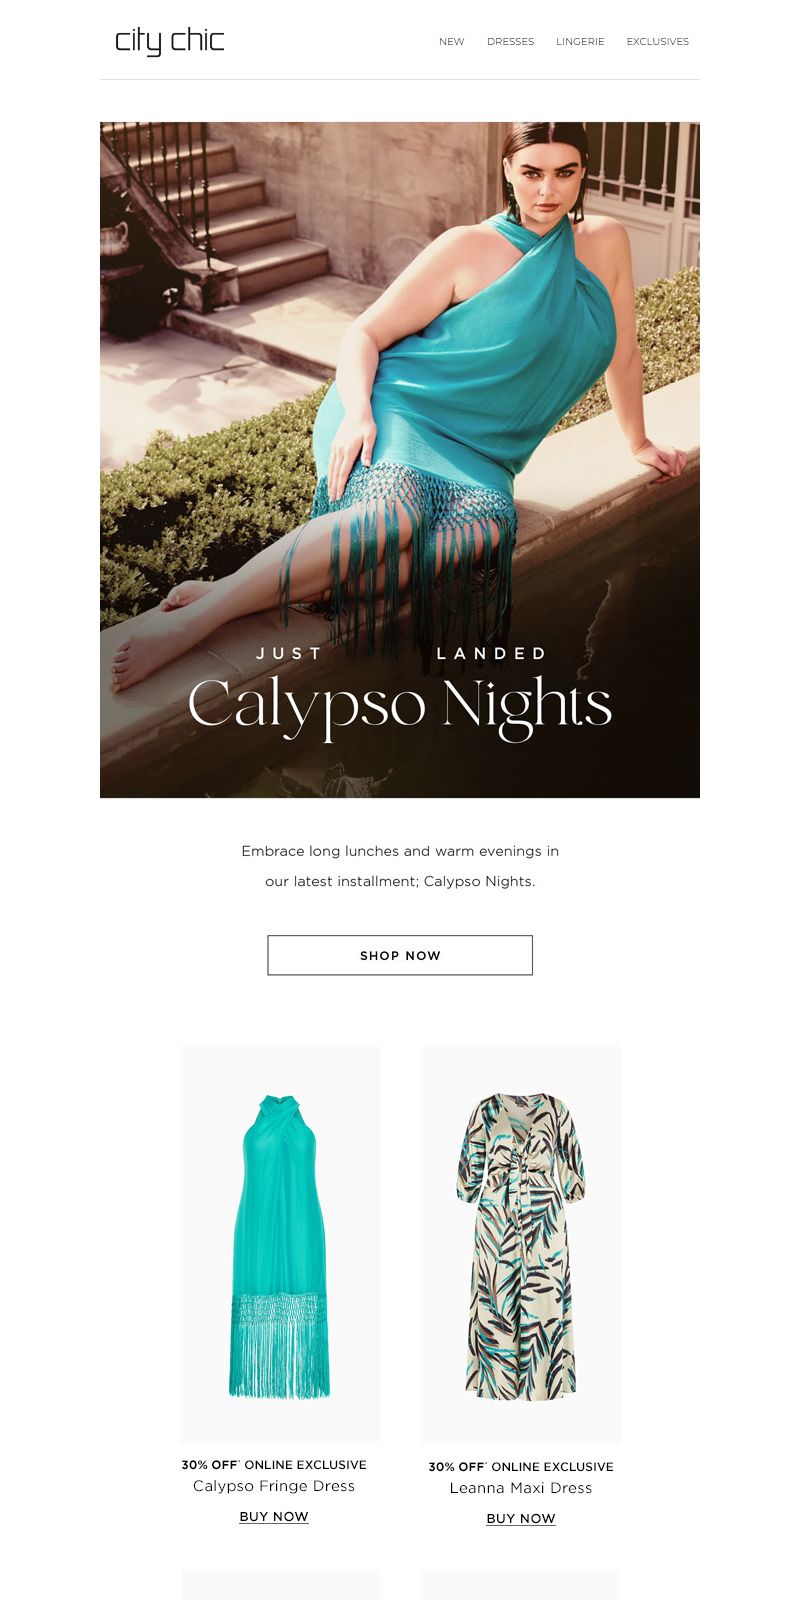 city chic
NEW DRESSES LINGERIE EXCLUSIVES
JUST LANDED
Calypso Nights
Embrace long lunches and warm evenings in
our latest installment; Calypso Nights.
SHOP NOW
30% OFF* ONLINE EXCLUSIVE
Calypso Fringe Dress
BUY NOW
30% OFF* ONLINE EXCLUSIVE
Leanna Maxi Dress
BUY NOW